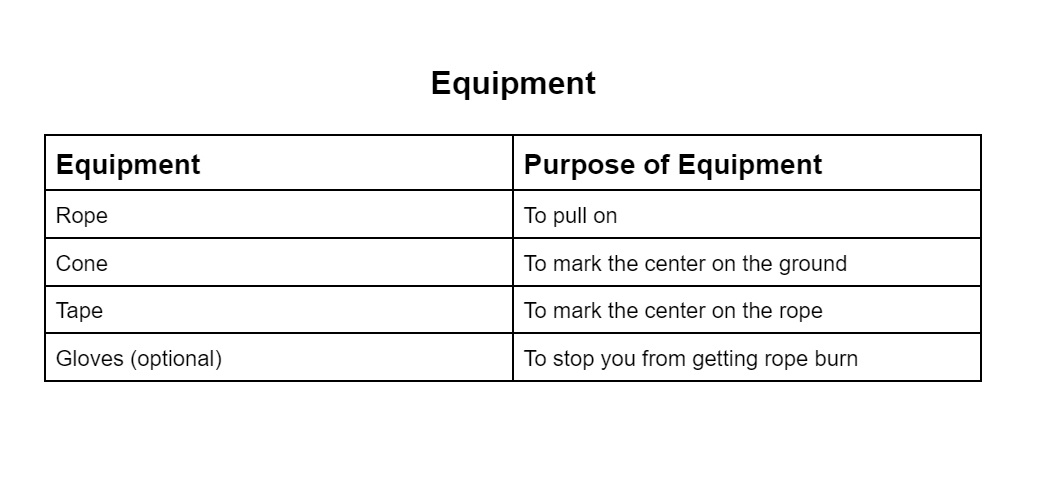 Equipment
Equipment Purpose of Equipment
Rope To pull on
Cone To mark the center on the ground
Tape To mark the center on the rope
Gloves (optional) To stop you from getting rope burn